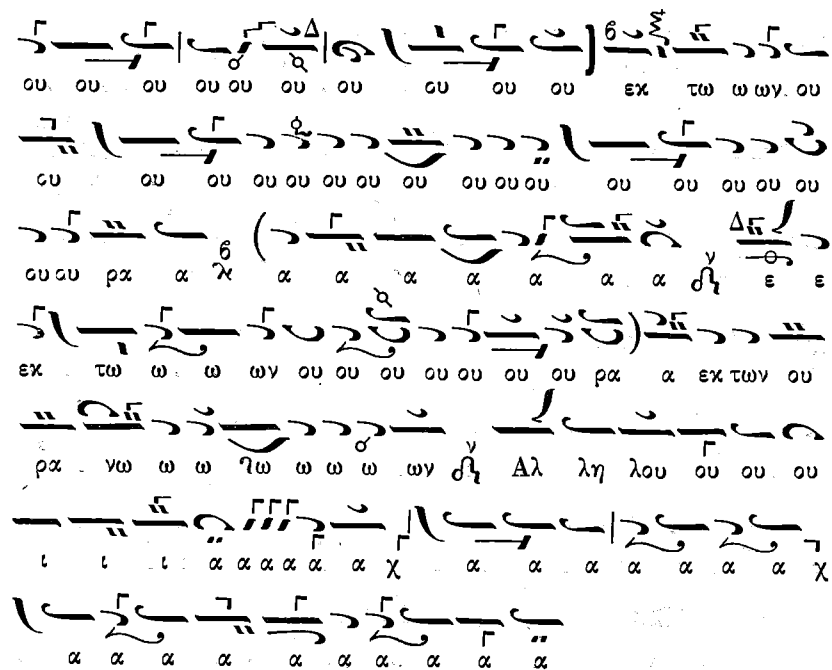 ου ου ου ου ου ου ου ου ου ου εκ τω ω ων ου
ου ου ου ου ου ου ου ου ου ου ου ου ου ου ου ου
ου ου ρα α α α α α α α α ε ε
εκ τω ω ω ων ου ου ου ου ου ου ου ρα α εκ των ου
ρα νω ω ω ω ω ω ων Αλ λη λου ου ου ου
ι ι ι α α α α α α χ α α α α α α α χ
α α α α α α α α α